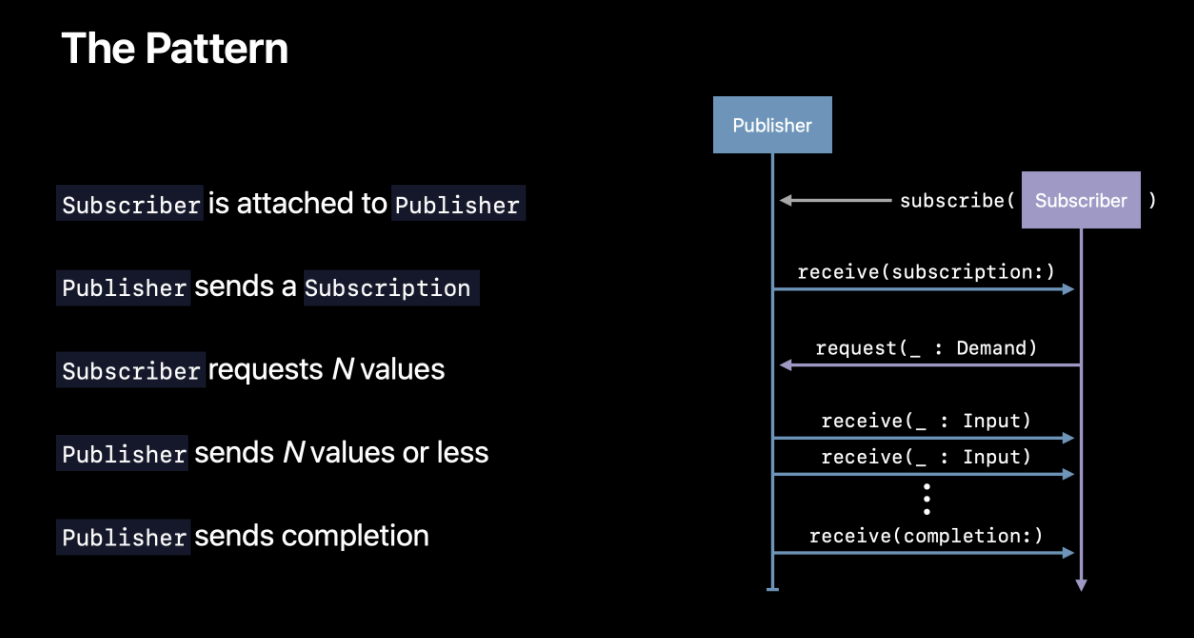 The Pattern
Subscriber is attached to Publisher
Publisher sends a Subscription
Subscriber requests N values
Publisher sends N values or less
Publisher sends completion
Publisher
subscribe( Subscriber )
receive(subscription:)
request(_ : Demand)
receive(_ : Input)
receive(_ : Input)
receive(completion:)